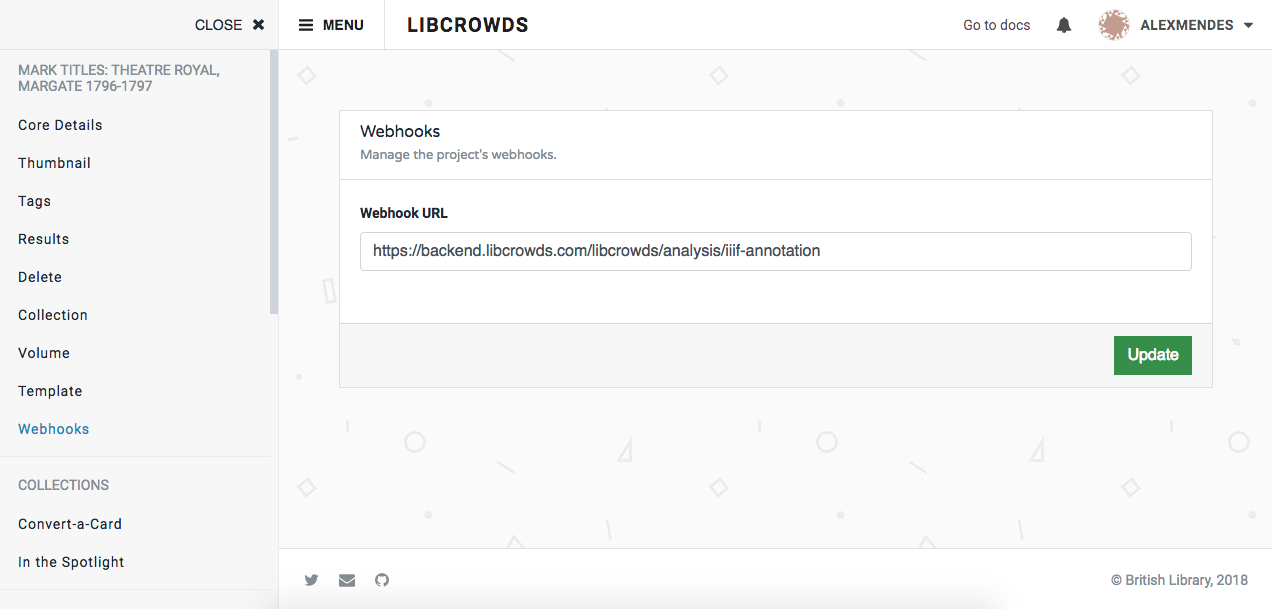 CLOSE
MENU
LIBCROWDS
Go to docs
ALEXMENDES
MARK TITLES: THEATRE ROYAL,
MARGATE 1796-1797
Core Details
Thumbnail
Tags
Results
Delete
Collection
Volume
Template
Webhooks
COLLECTIONS
Convert-a-Card
In the Spotlight
Webhooks
Manage the project's webhooks.
Webhook URL
https://backend.libcrowds.com/libcrowds/analysis/iiif-annotation
Update
© British Library, 2018